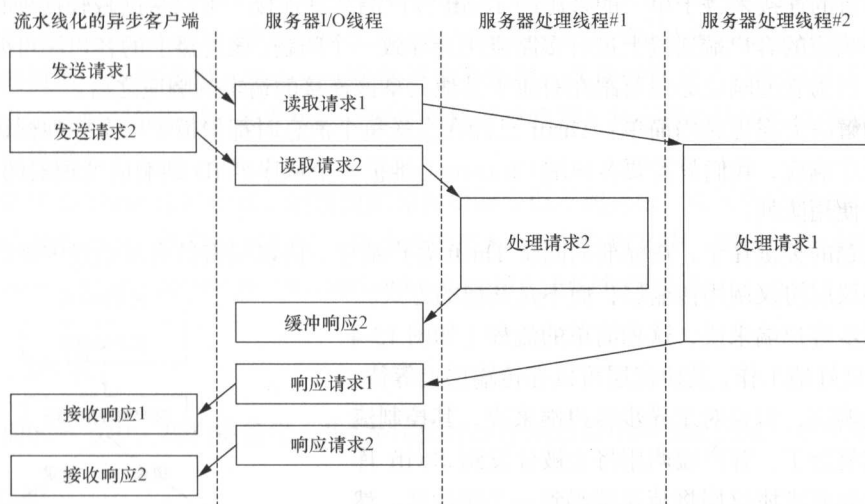 流水线化的异步客户端
服务器I/O线程
服务器处理线程#1
服务器处理线程#2
发送请求1
读取请求1
发送请求2
读取请求2
处理请求2
处理请求1
缓冲响应2
响应请求1
接收响应1
响应请求2
接收响应2